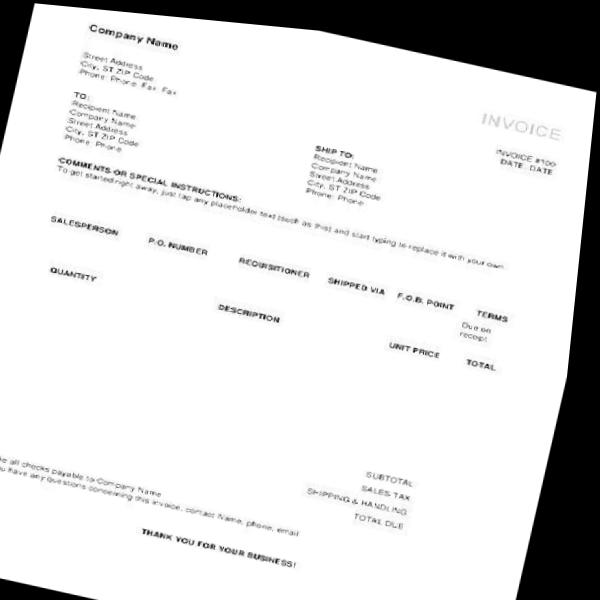 Company Name
INVOICE
Street Address
City, ST ZIP Code
Phone: Phone Fax: Fax
INVOICE #100
DATE: DATE
TO:
Recipient Name
Company Name
Street Address
City, ST ZIP Code
Phone: Phone
SHIP TO:
Recipient Name
Company Name
Street Address
City, ST ZIP Code
Phone: Phone
COMMENTS OR SPECIAL INSTRUCTIONS:
To get started right away, just tap any placeholder text (such as this) and start typing to replace it with your own.
SALESPERSON P.O. NUMBER REQUISITIONER SHIPPED VIA F.O.B. POINT TERMS
Due on
receipt
QUANTITY DESCRIPTION UNIT PRICE TOTAL
SUBTOTAL
SALES TAX
SHIPPING & HANDLING
TOTAL DUE
all checks payable to Company Name
have any questions concerning this invoice, contact Name, phone, email
THANK YOU FOR YOUR BUSINESS!